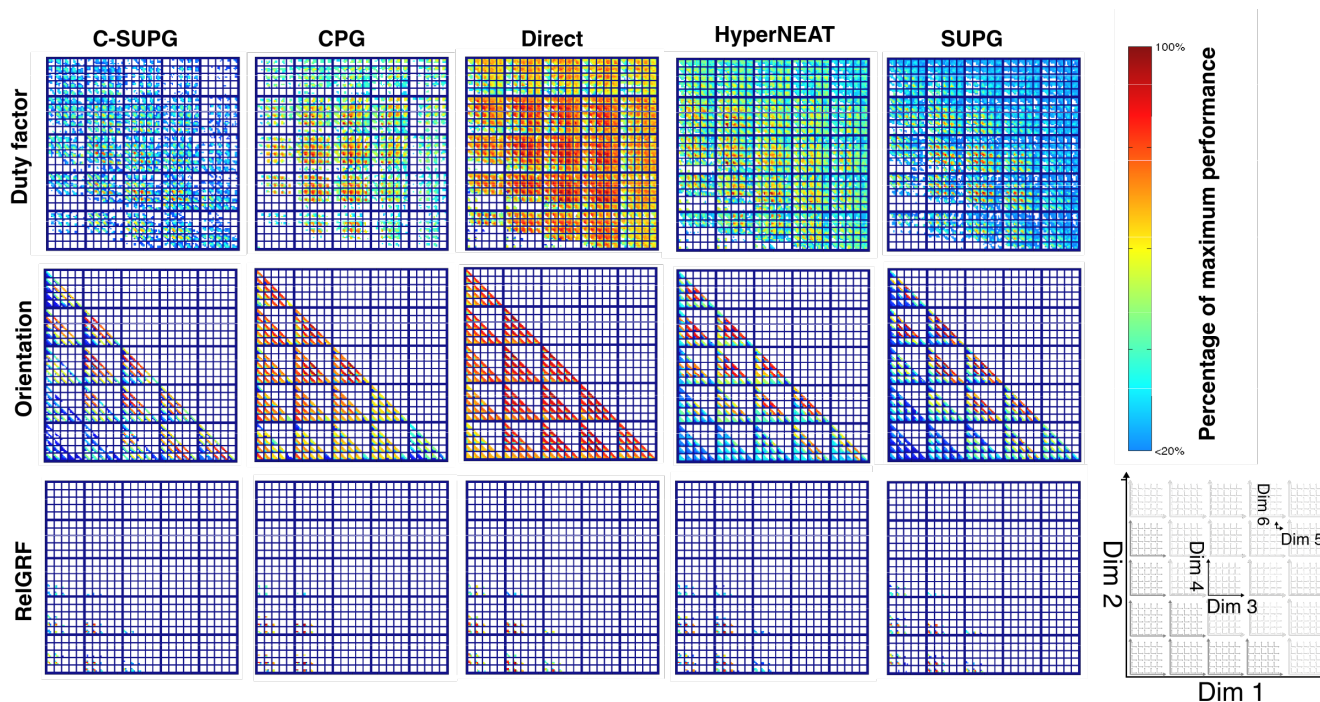 C-SUPG
CPG
Direct
HyperNEAT
SUPG
Duty factor
Orientation
RelGRF
100%
Percentage of maximum performance
<20%
Dim 6
Dim 5
Dim 4
Dim 3
Dim 2
Dim 1